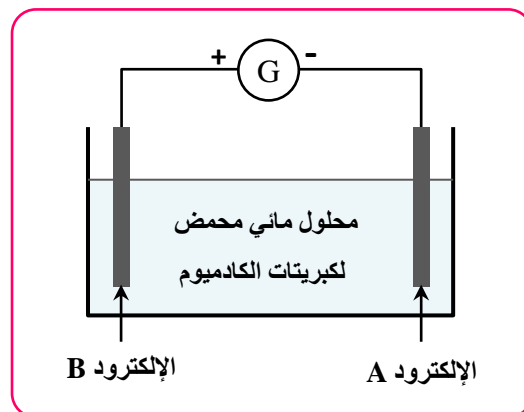 + G -
محلول مائي محمض
لكبريتات الكادميوم
الإلكترود B
الإلكترود A